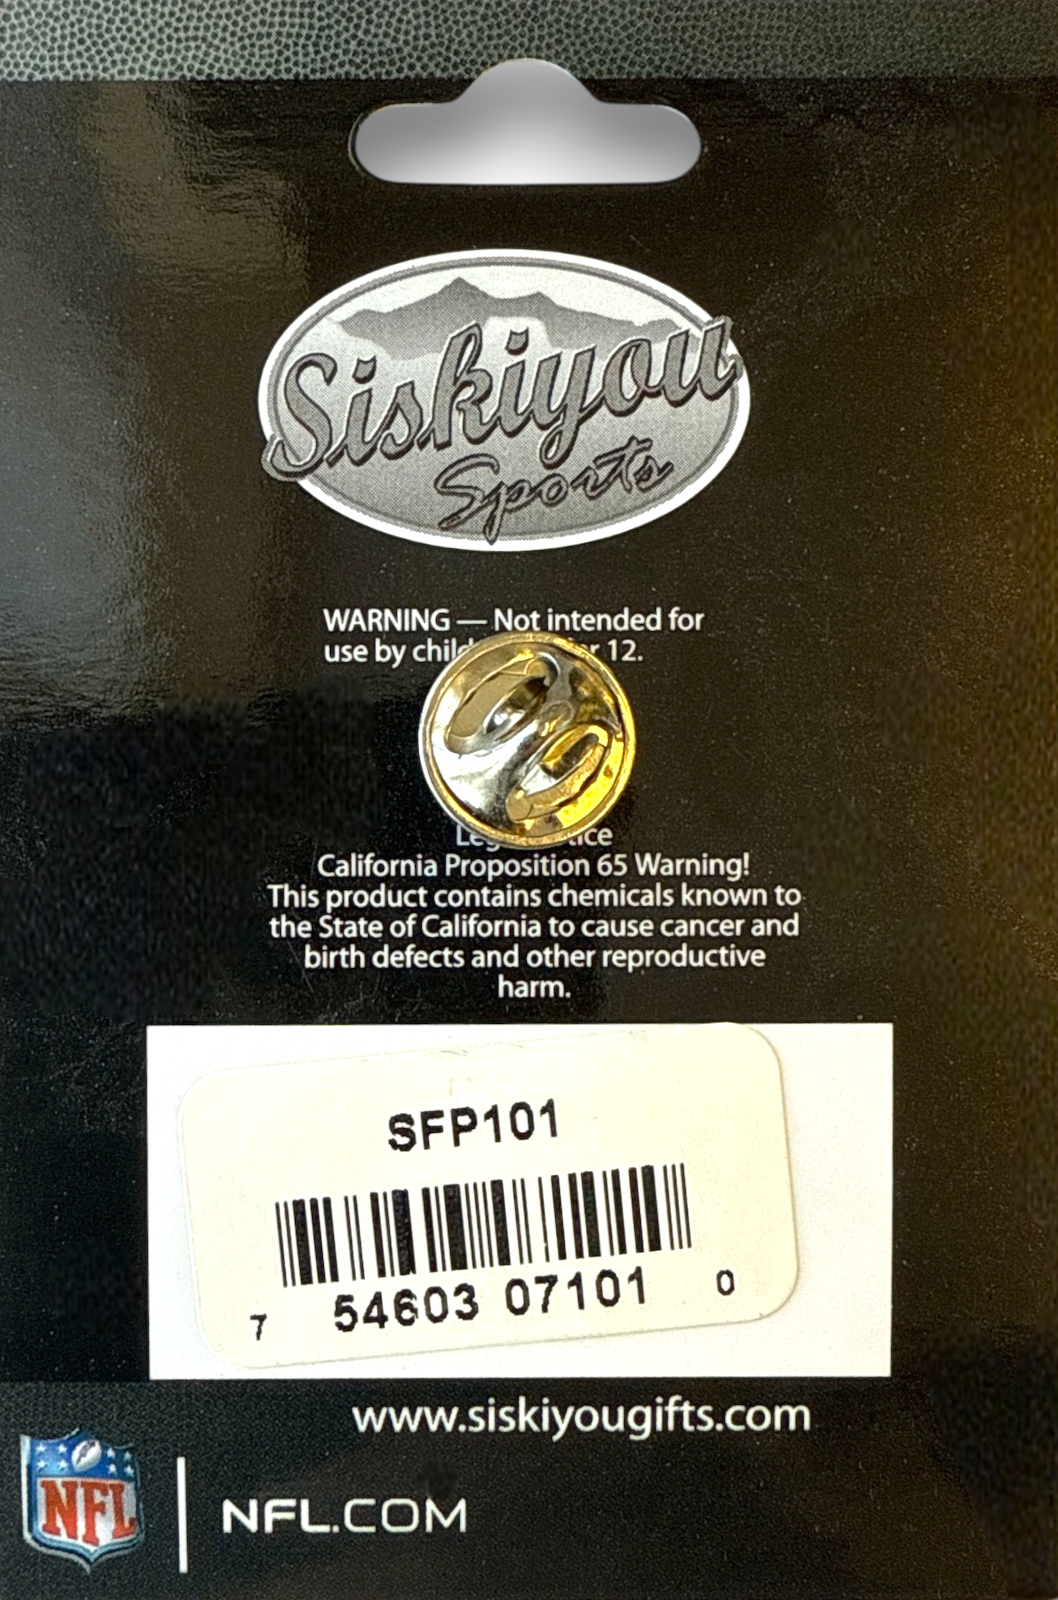 Siskiyou
Sports
WARNING — Not intended for
use by 12.
California Proposition 65 Warning!
This product contains chemicals known to
the State of California to cause cancer and
birth defects and other reproductive
harm.
SFP101
7 54603 07101 0
www.siskiyougifts.com
NFL
NFL.COM